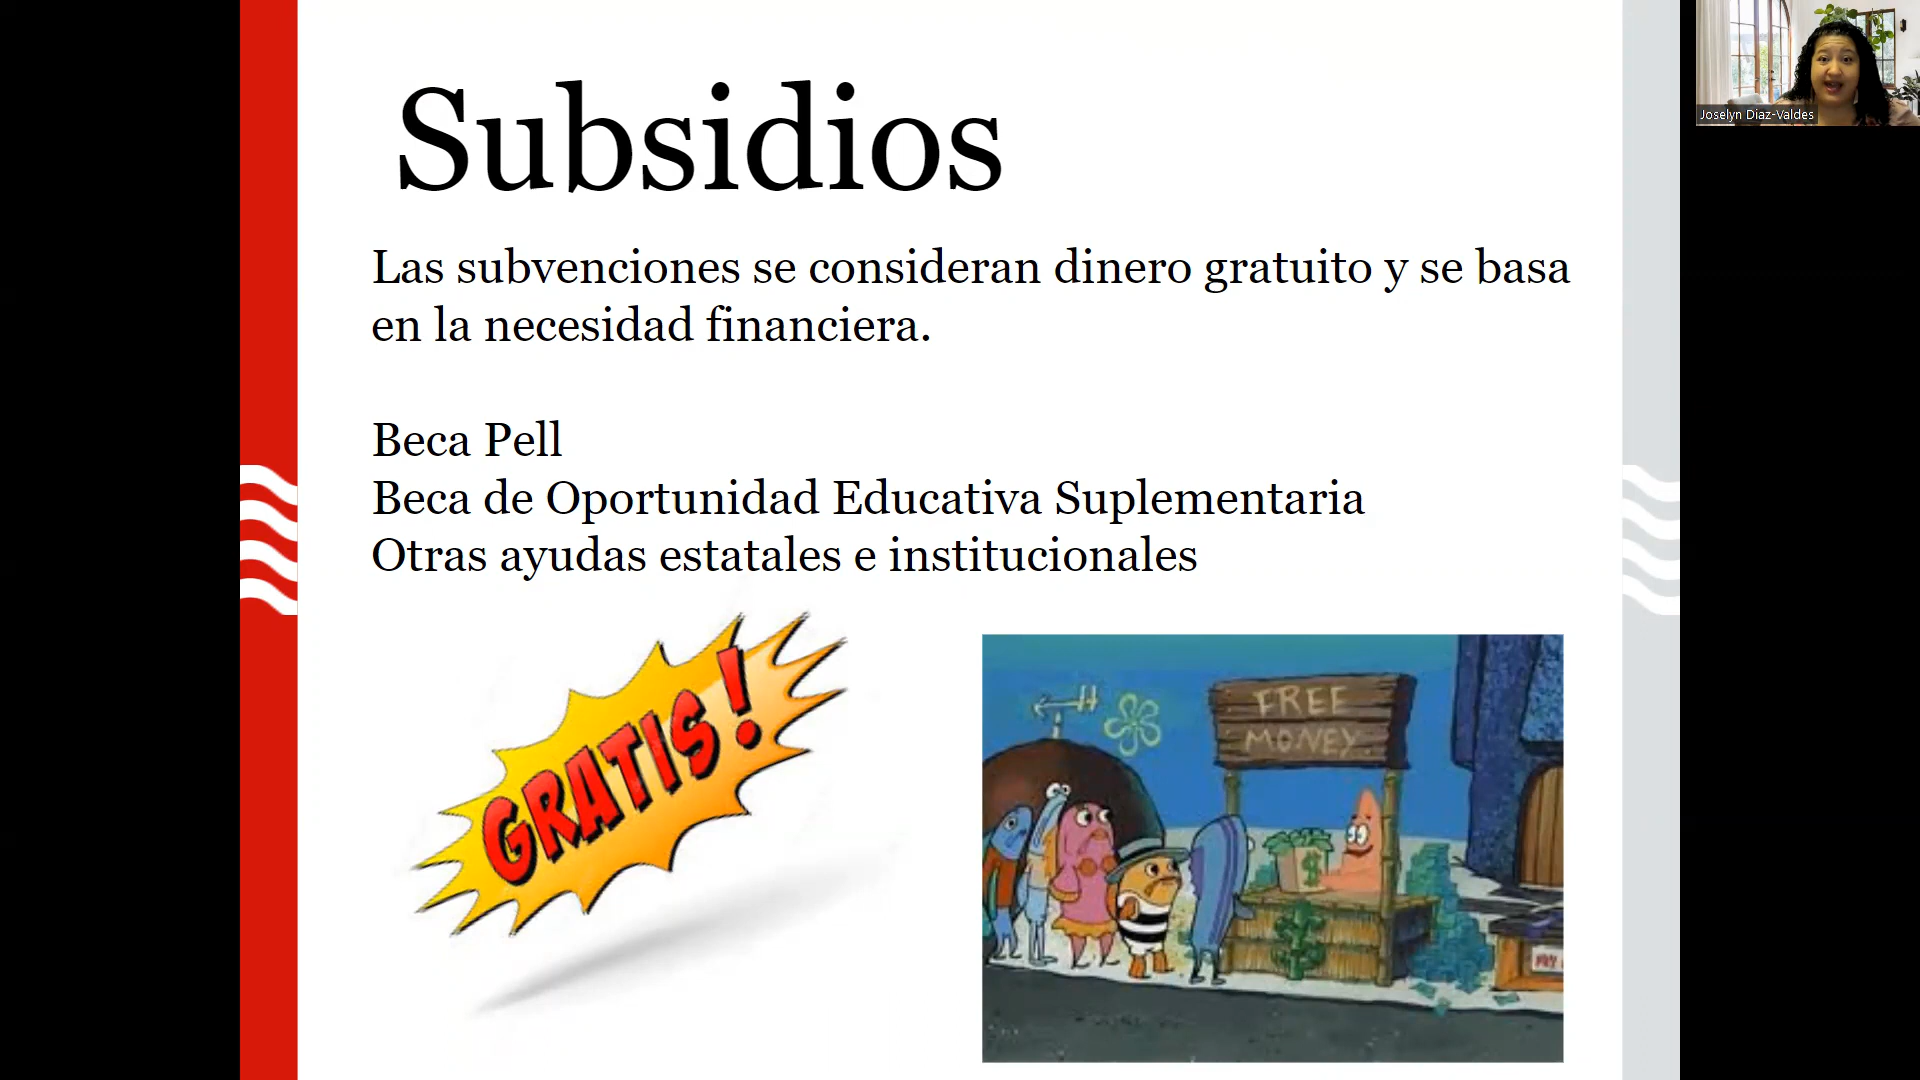 Subsidios
Joselyn Diaz-Valdes
Las subvenciones se consideran dinero gratuito y se basa
en la necesidad financiera.
Beca Pell
Beca de Oportunidad Educativa Suplementaria
Otras ayudas estatales e institucionales
GRATIS!
FREE
MONEY
$